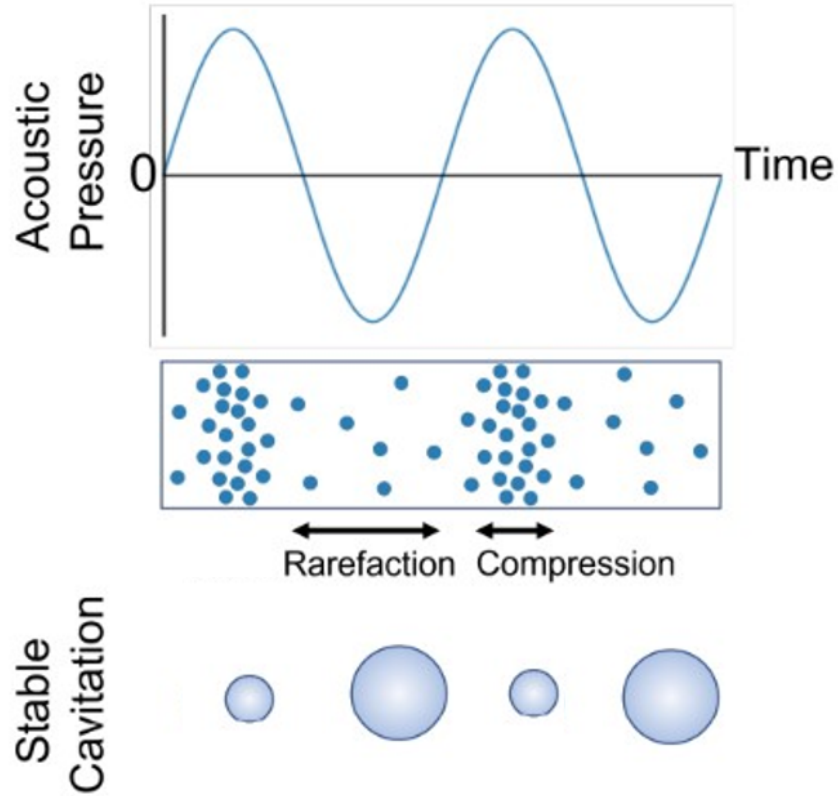 Acoustic
Pressure
0
Time
Rarefaction
Compression
Stable
Cavitation